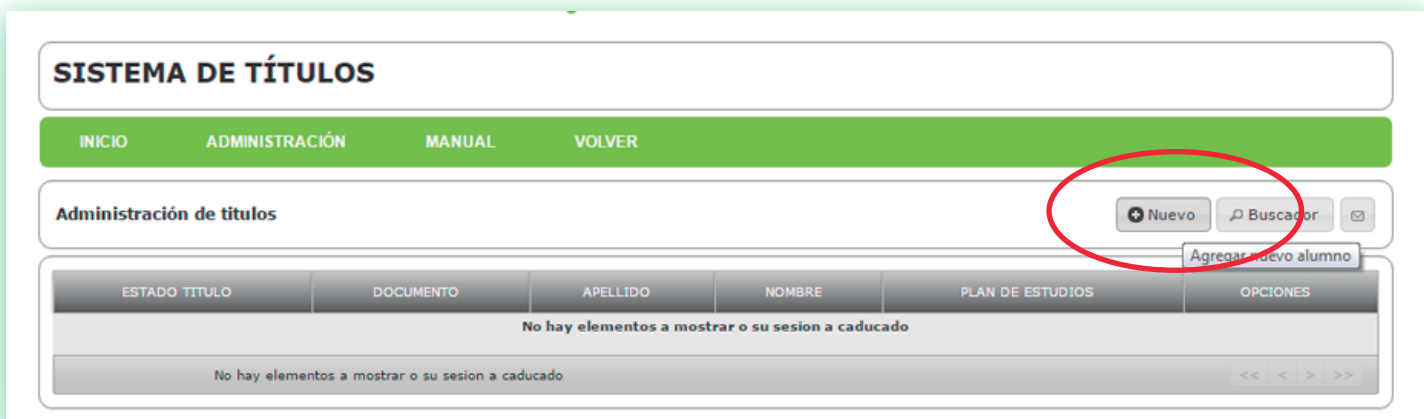 SISTEMA DE TÍTULOS
INICIO ADMINISTRACIÓN MANUAL VOLVER
Administración de titulos Nuevo Buscador
Agregar nuevo alumno
ESTADO TITULO DOCUMENTO APELLIDO NOMBRE PLAN DE ESTUDIOS OPCIONES
No hay elementos a mostrar o su sesion a caducado
No hay elementos a mostrar o su sesion a caducado << < > >>